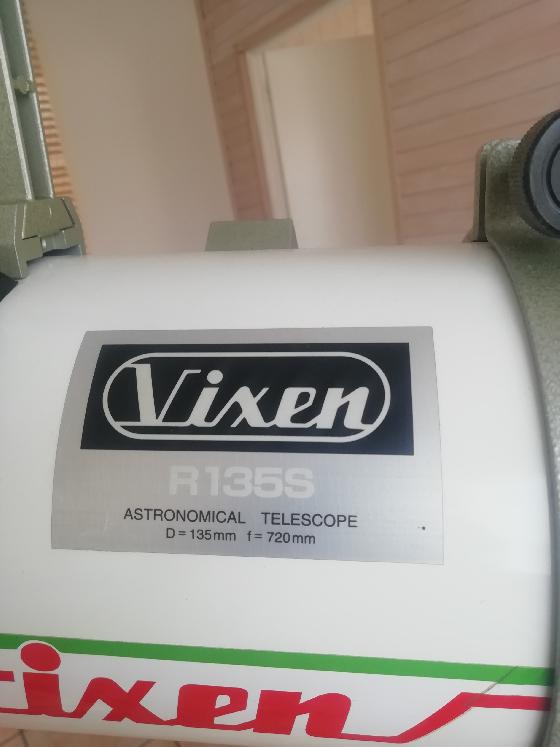 Vixen
R135S
ASTRONOMICAL TELESCOPE
D=135mm f=720mm
Vixen